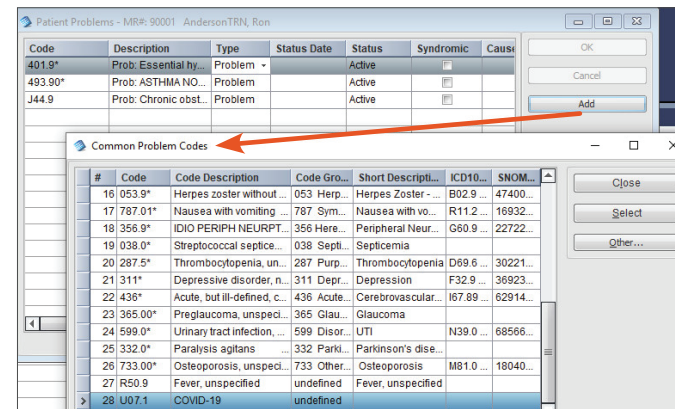 Patient Problems - MR#: 90001 AndersonTRN, Ron
Code Description Type Status Date Status Syndromic Cause
401.9* Prob: Essential hy... Problem Active
493.90* Prob: ASTHMA NO... Problem Active
J44.9 Prob: Chronic obst... Problem Active
OK
Cancel
Add
Common Problem Codes
# Code Code Description Code Gro... Short Descripti... ICD10... SNOM...
16 053.9* Herpes zoster without ... 053 Herp... Herpes Zoster - ... B02.9 ... 47400...
17 787.01* Nausea with vomiting ... 787 Sym... Nausea with vo... R11.2 ... 16932...
18 356.9* IDIO PERIPH NEURPT... 356 Here... Peripheral Neur... G60.9 ... 22722...
19 038.0* Streptococcal septice... 038 Septi... Septicemia
20 287.5* Thrombocytopenia, un... 287 Purp... Thrombocytopenia D69.6 ... 30221...
21 311* Depressive disorder, n... 311 Depr... Depression F32.9 ... 36923...
22 436* Acute, but ill-defined, c... 436 Acute... Cerebrovascular... I67.89 ... 62914...
23 365.00* Preglaucoma, unspeci... 365 Glau... Glaucoma
24 599.0* Urinary tract infection, ... 599 Disor... UTI N39.0 ... 68566...
25 332.0* Paralysis agitans ... 332 Parki... Parkinson's dise...
26 733.00* Osteoporosis, unspeci... 733 Other... Osteoporosis M81.0 ... 18040...
27 R50.9 Fever, unspecified undefined Fever, unspecified
28 U07.1 COVID-19 undefined
Close
Select
Other...